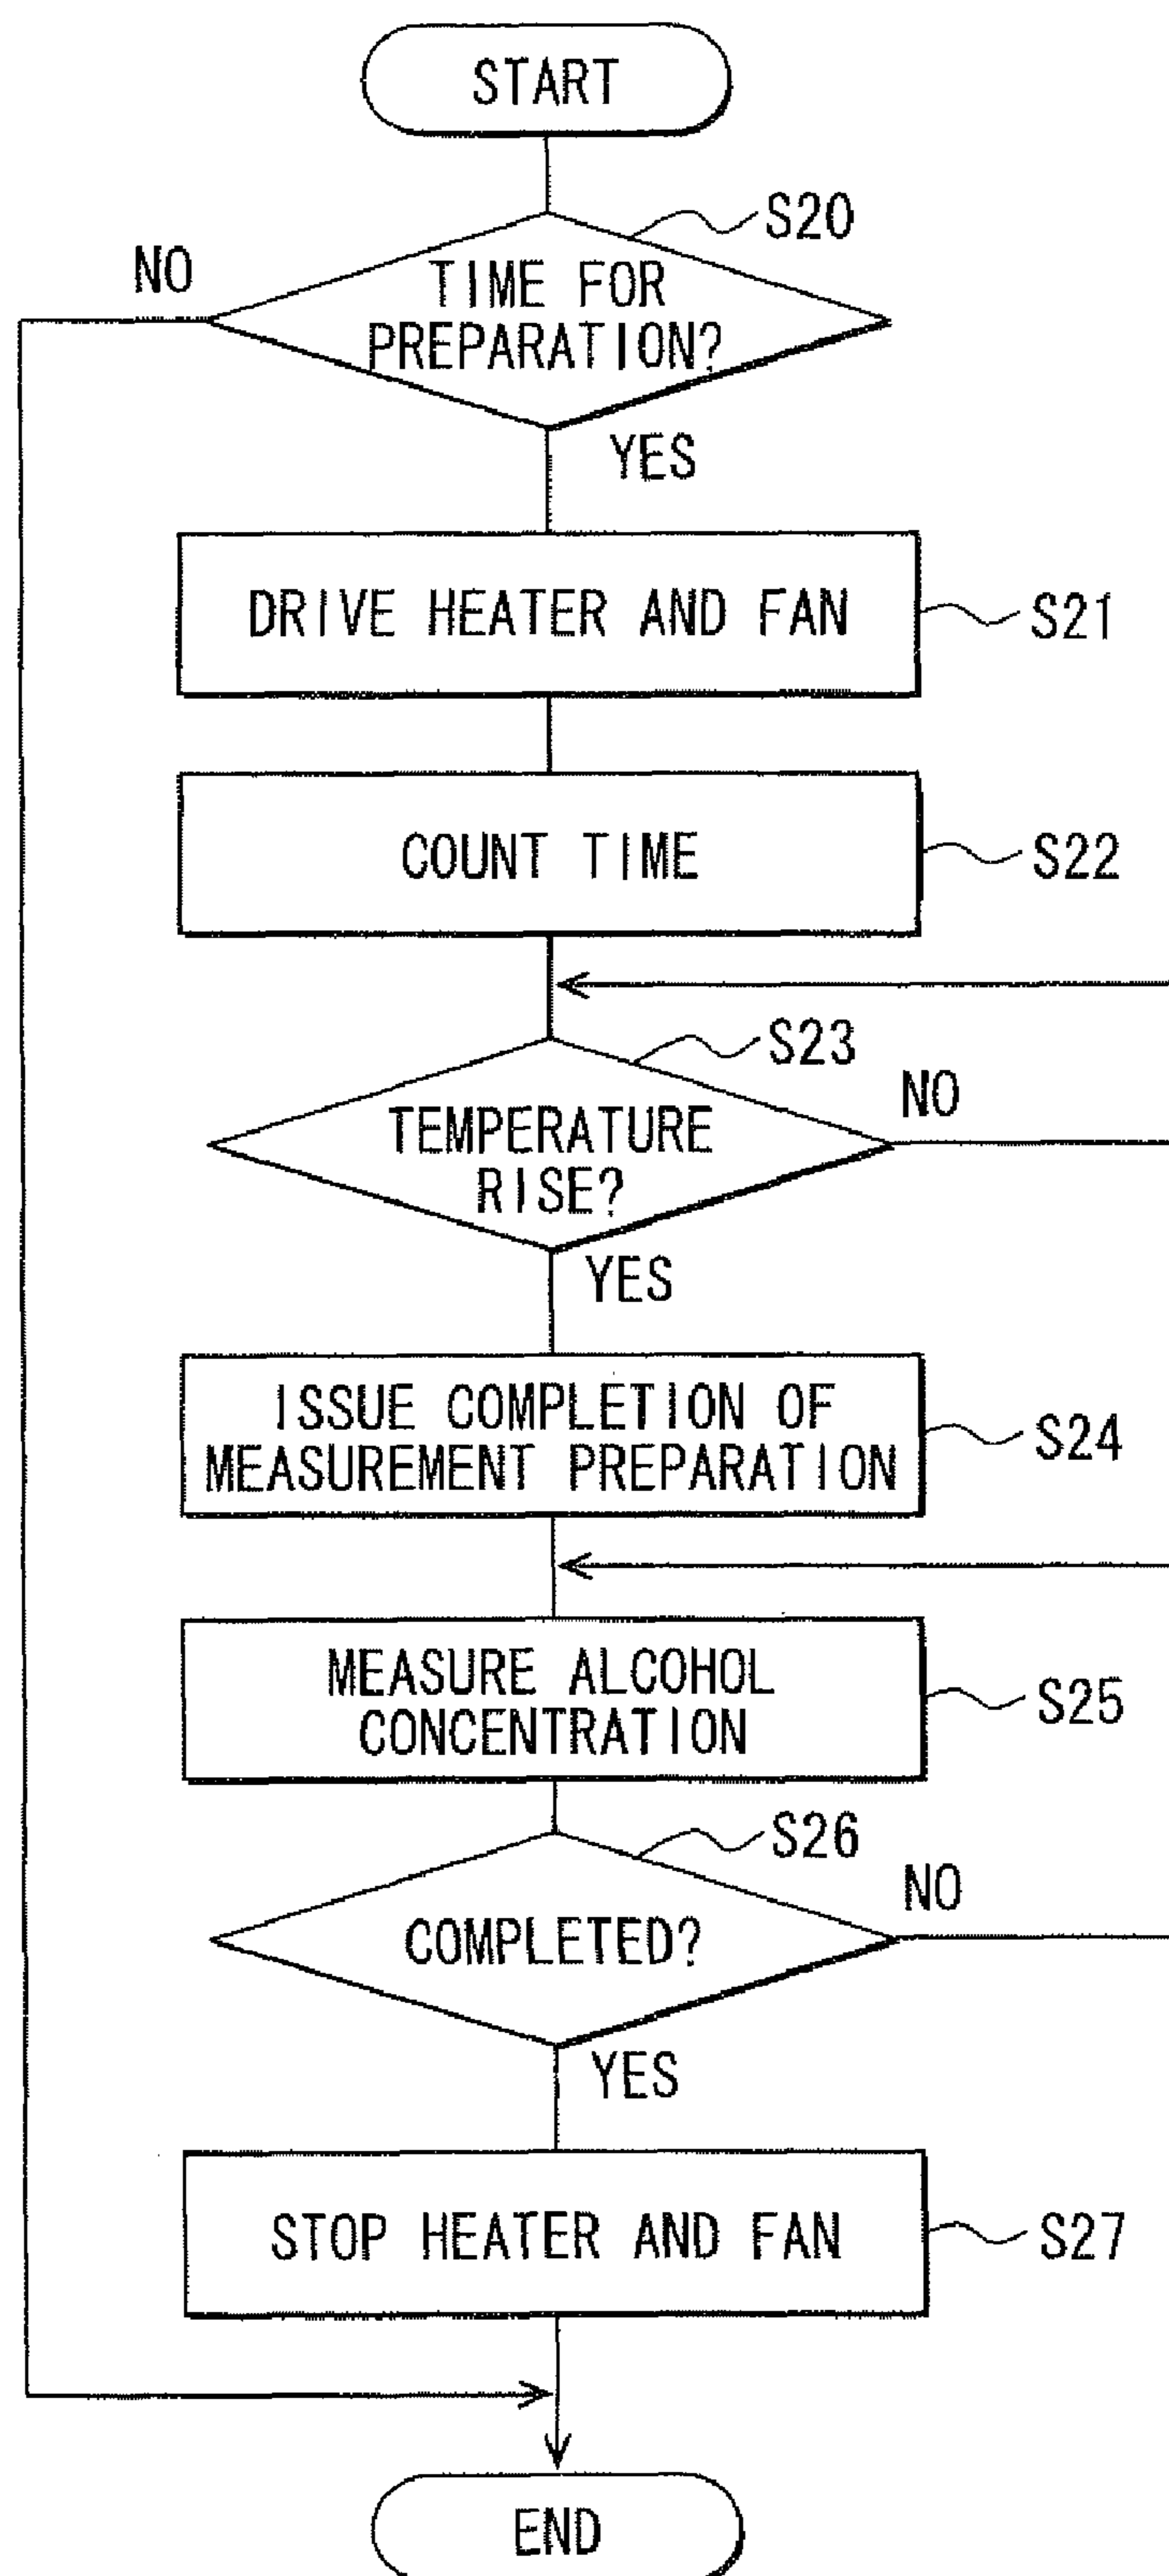 START
S20
NO
TIME FOR
PREPARATION?
YES
DRIVE HEATER AND FAN
S21
COUNT TIME
S22
S23
NO
TEMPERATURE
RISE?
YES
ISSUE COMPLETION OF
MEASUREMENT PREPARATION
S24
MEASURE ALCOHOL
CONCENTRATION
S25
S26
NO
COMPLETED?
YES
STOP HEATER AND FAN
S27
END